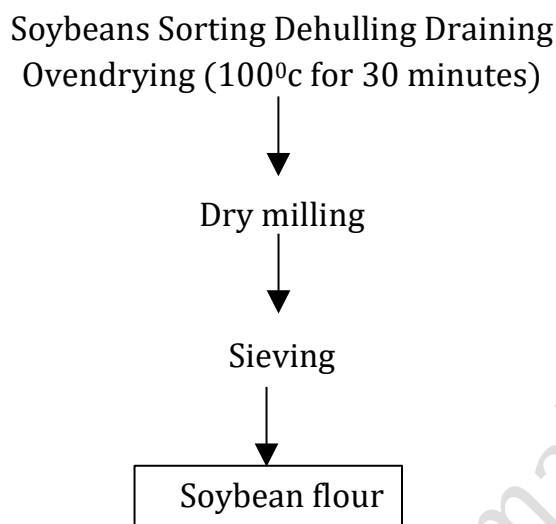 Soybeans Sorting Dehulling Draining
Ovendrying (100⁰c for 30 minutes)
Dry milling
Sieving
Soybean flour